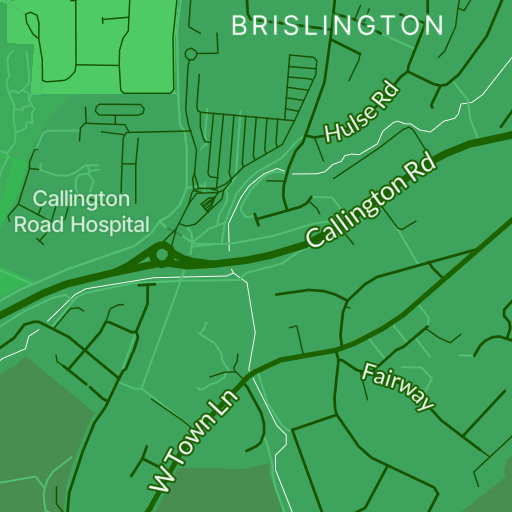 BRISLINGTON
Hulse Rd
Callington Rd
Callington
Road Hospital
Fairway
W Town Ln